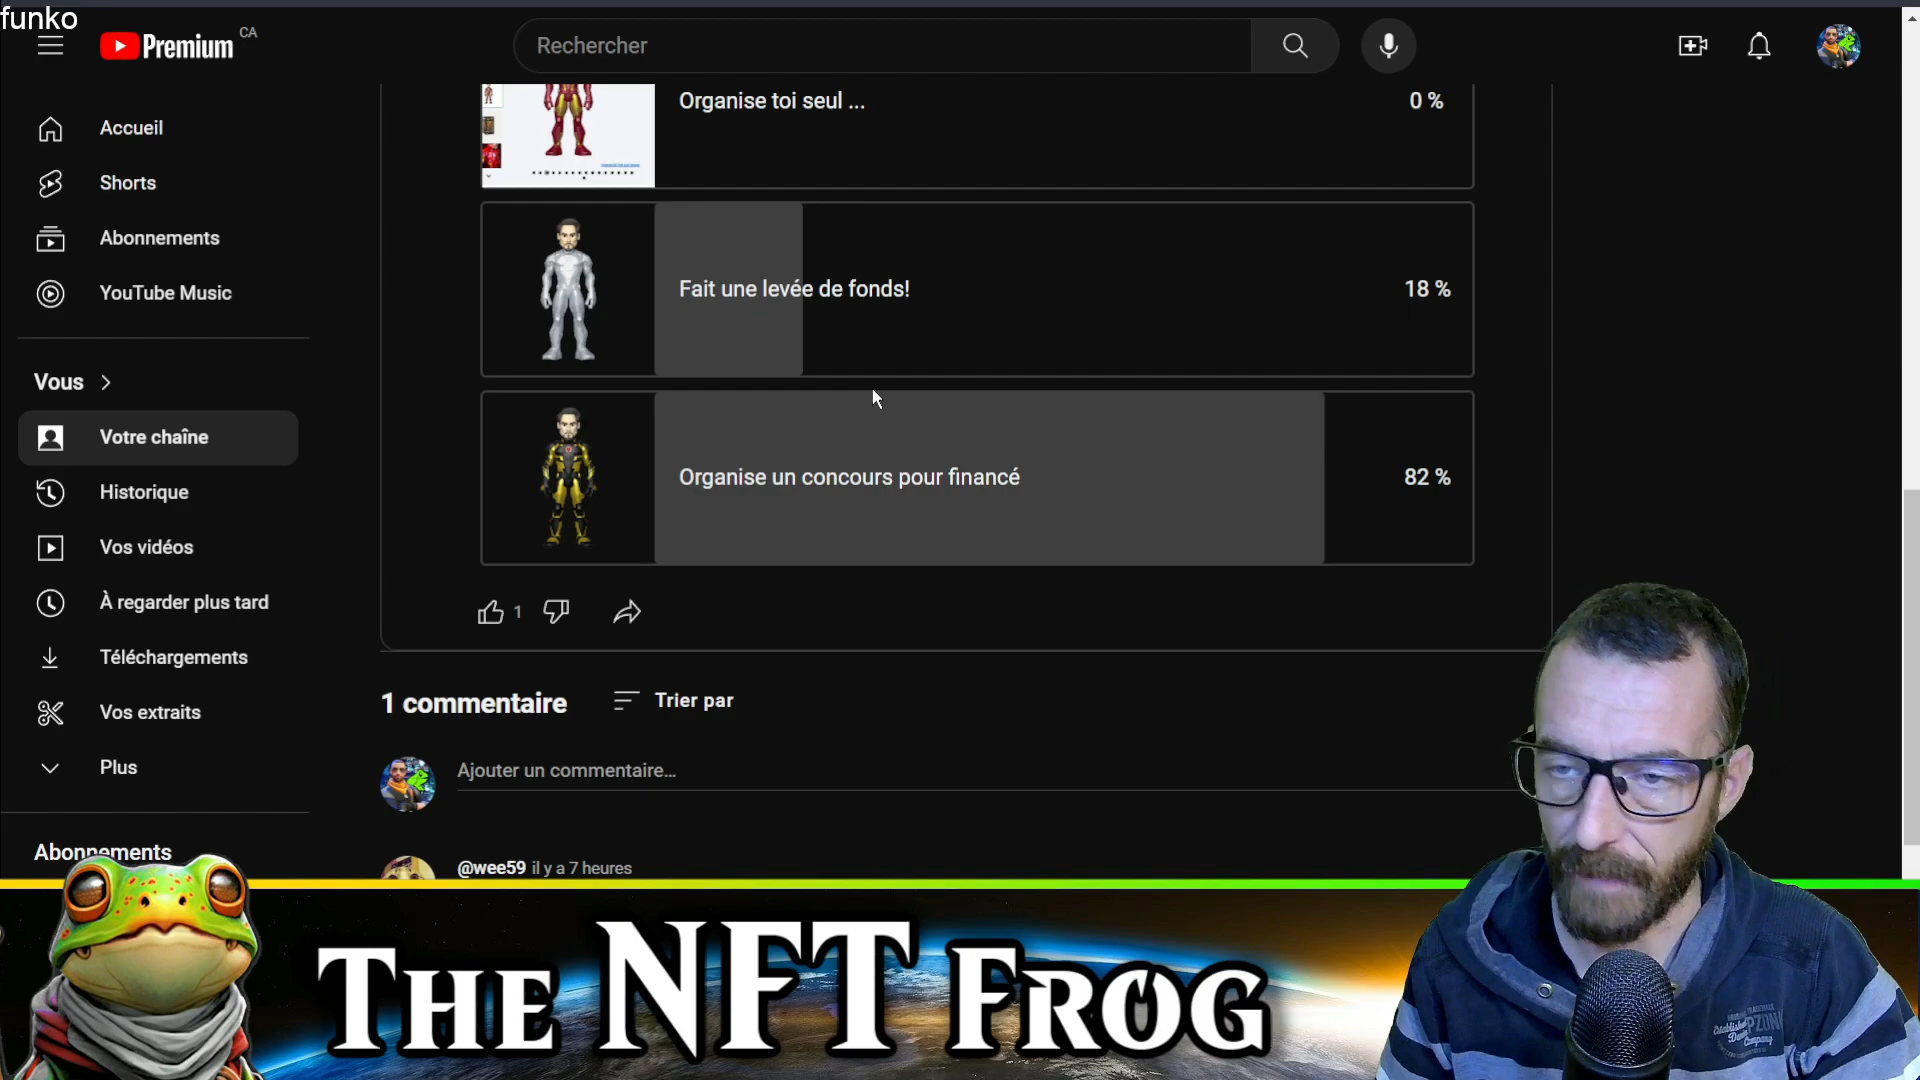 funko
Premium CA
Rechercher
Organise toi seul ... 0 %
Accueil
Shorts
Abonnements
YouTube Music
Fait une levée de fonds! 18 %
Vous
Votre chaîne
Historique
Organise un concours pour financé 82 %
Vos vidéos
À regarder plus tard
1
Téléchargements
Vos extraits
Plus
1 commentaire Trier par
Ajouter un commentaire...
Abonnements
@wee59 il y a 7 heures
THE NFT FROG